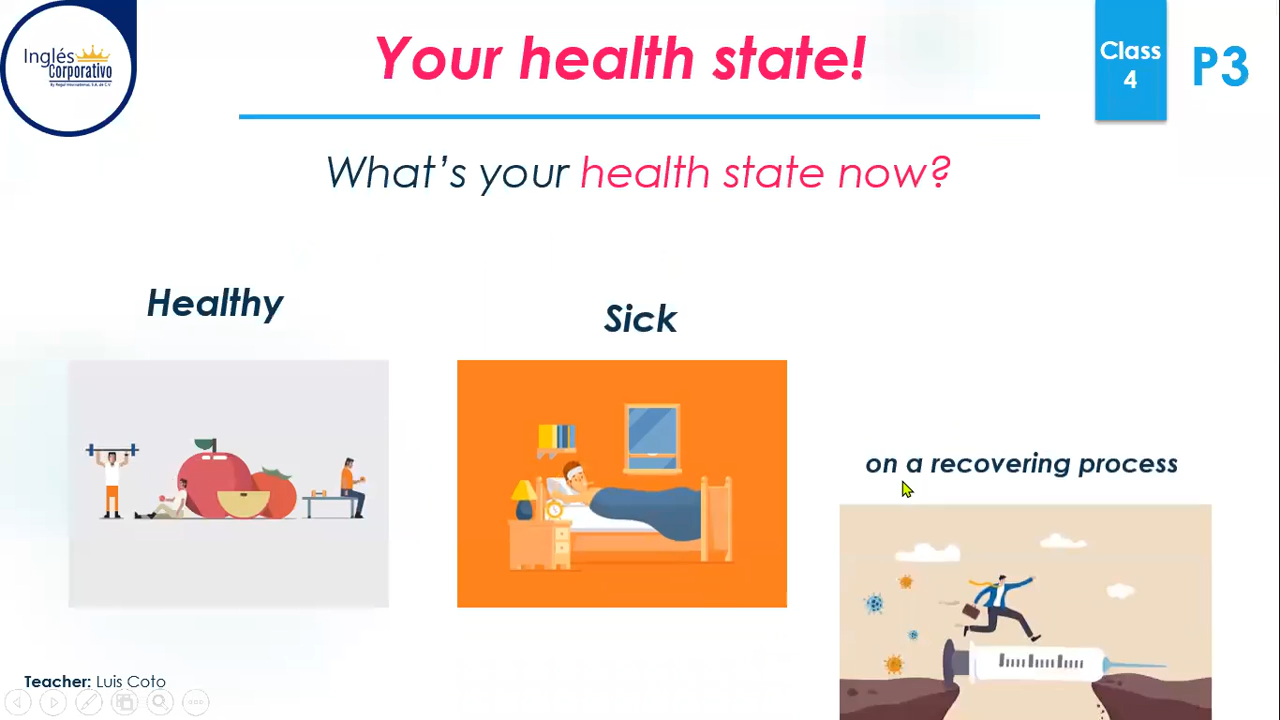 Inglés
Corporativo
Your health state!
Class
4
P3
What's your health state now?
Healthy
Sick
on a recovering process
Teacher: Luis Coto